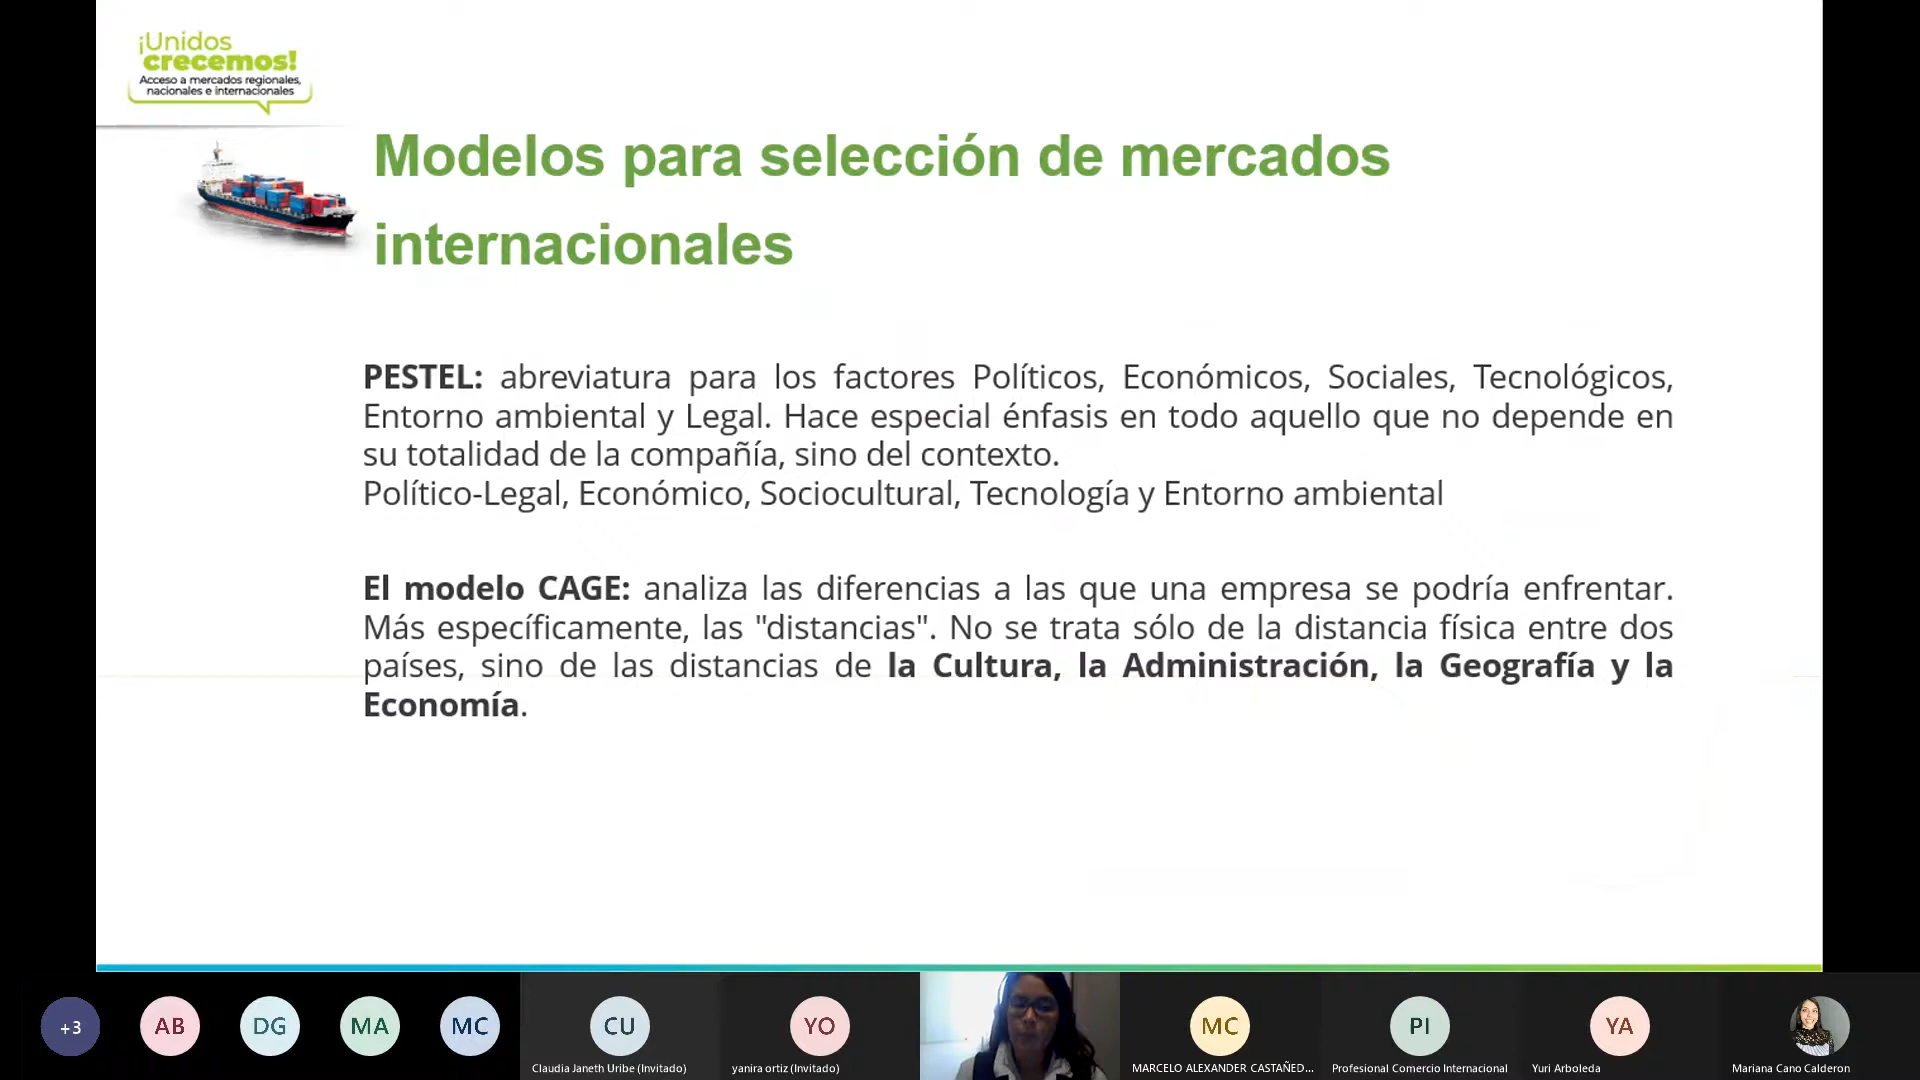 ¡Unidos
crecemos!
Acceso a mercados regionales,
nacionales e internacionales
Modelos para selección de mercados
internacionales
PESTEL: abreviatura para los factores Políticos, Económicos, Sociales, Tecnológicos,
Entorno ambiental y Legal. Hace especial énfasis en todo aquello que no depende en
su totalidad de la compañía, sino del contexto.
Político-Legal, Económico, Sociocultural, Tecnología y Entorno ambiental
El modelo CAGE: analiza las diferencias a las que una empresa se podría enfrentar.
Más específicamente, las "distancias". No se trata sólo de la distancia física entre dos
países, sino de las distancias de la Cultura, la Administración, la Geografía y la
Economía.
+3
AB
DG
MA
MC
CU
YO
MC
PI
YA
Claudia Janeth Uribe (Invitado)
yanira ortiz (Invitado)
MARCELO ALEXANDER CASTAÑED...
Profesional Comercio Internacional
Yuri Arboleda
Mariana Cano Calderon